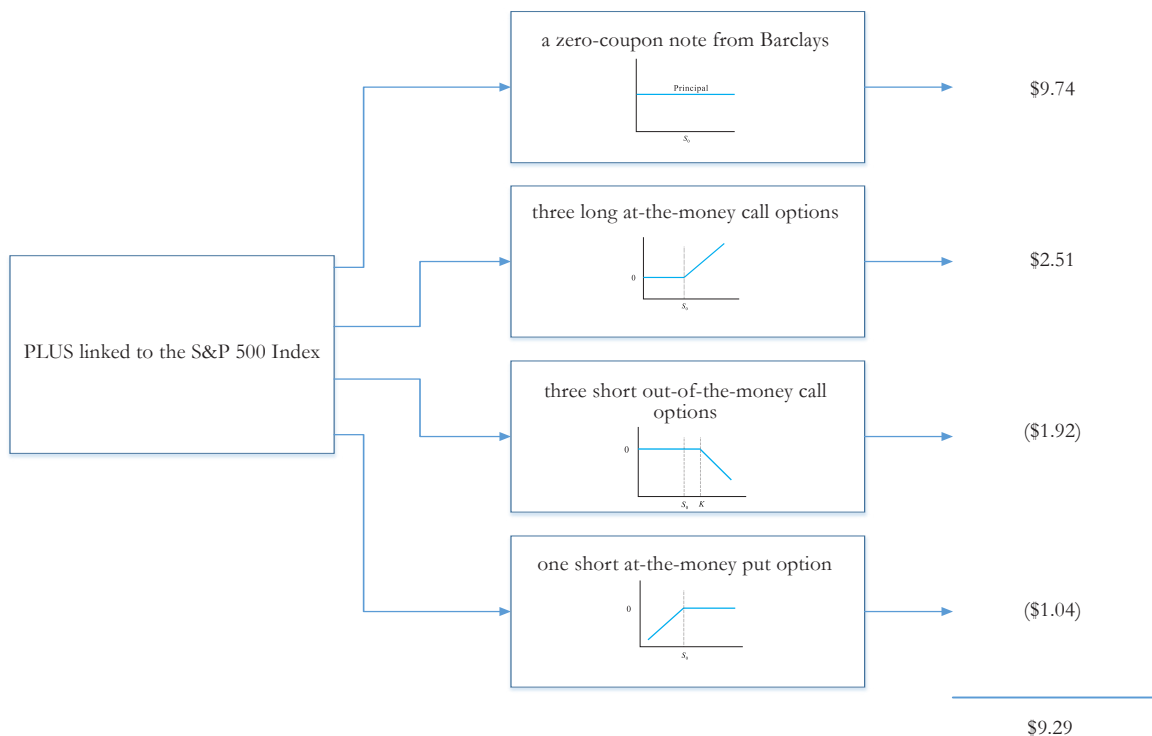 a zero-coupon note from Barclays
Principal
S₀
$9.74
three long at-the-money call options
0
S₀
$2.51
PLUS linked to the S&P 500 Index
three short out-of-the-money call
options
0
S₀ K
($1.92)
one short at-the-money put option
0
S₀
($1.04)
$9.29